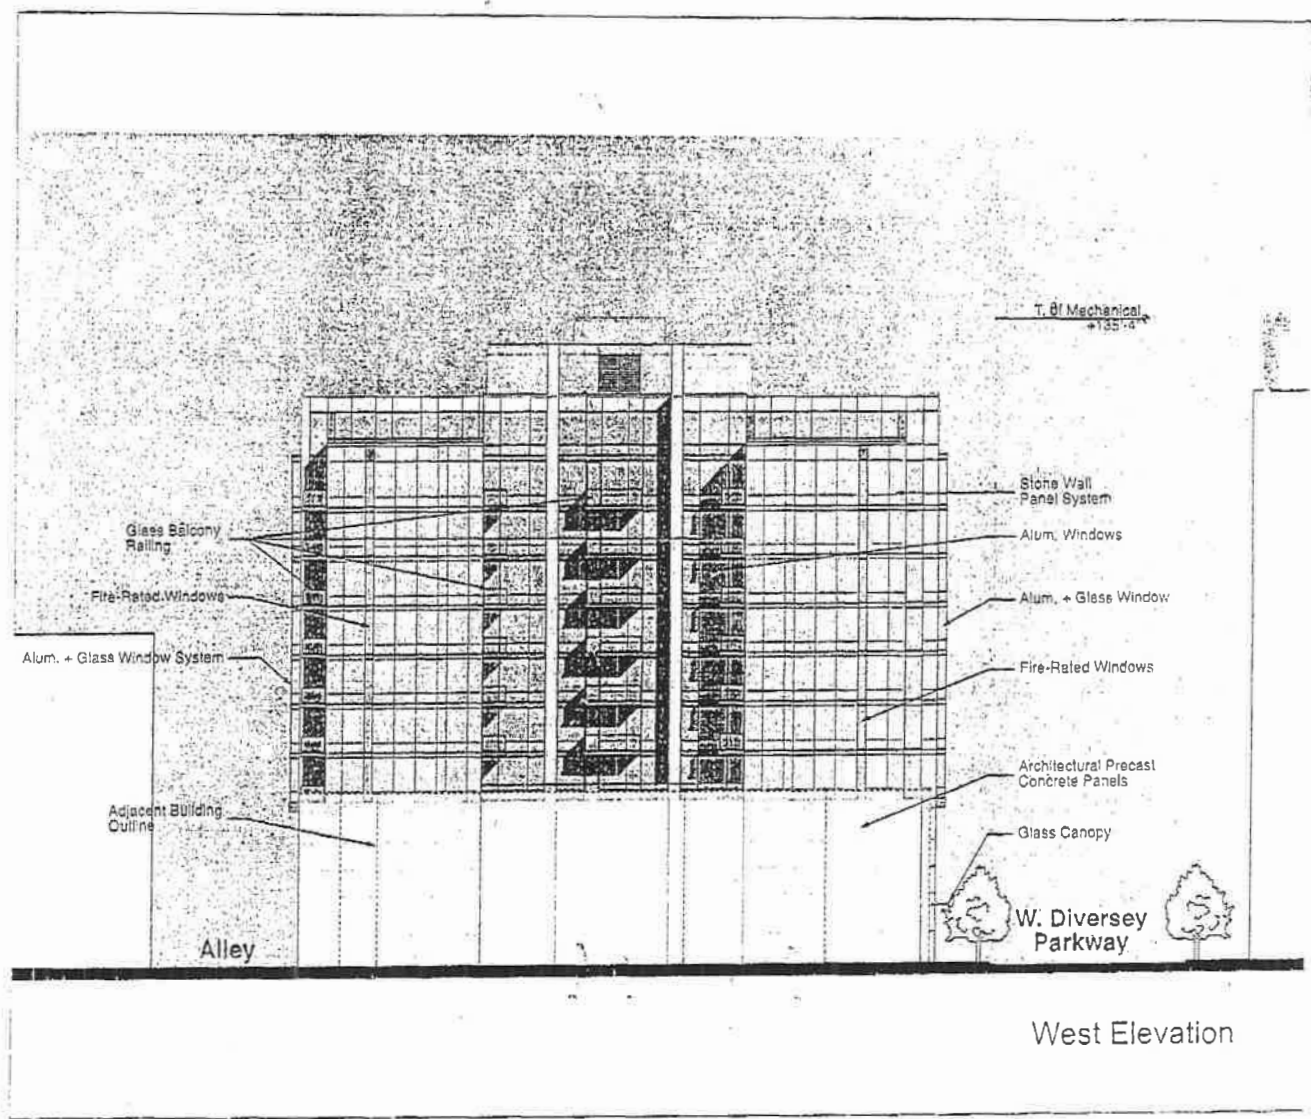 T. of Mechanical
+135'-4"
Stone Wall
Panel System
Glass Balcony
Railing
Alum. Windows
Fire-Rated Windows
Alum. + Glass Window
Alum. + Glass Window System
Fire-Rated Windows
Architectural Precast
Concrete Panels
Adjacent Building
Outline
Glass Canopy
W. Diversey
Parkway
Alley
West Elevation